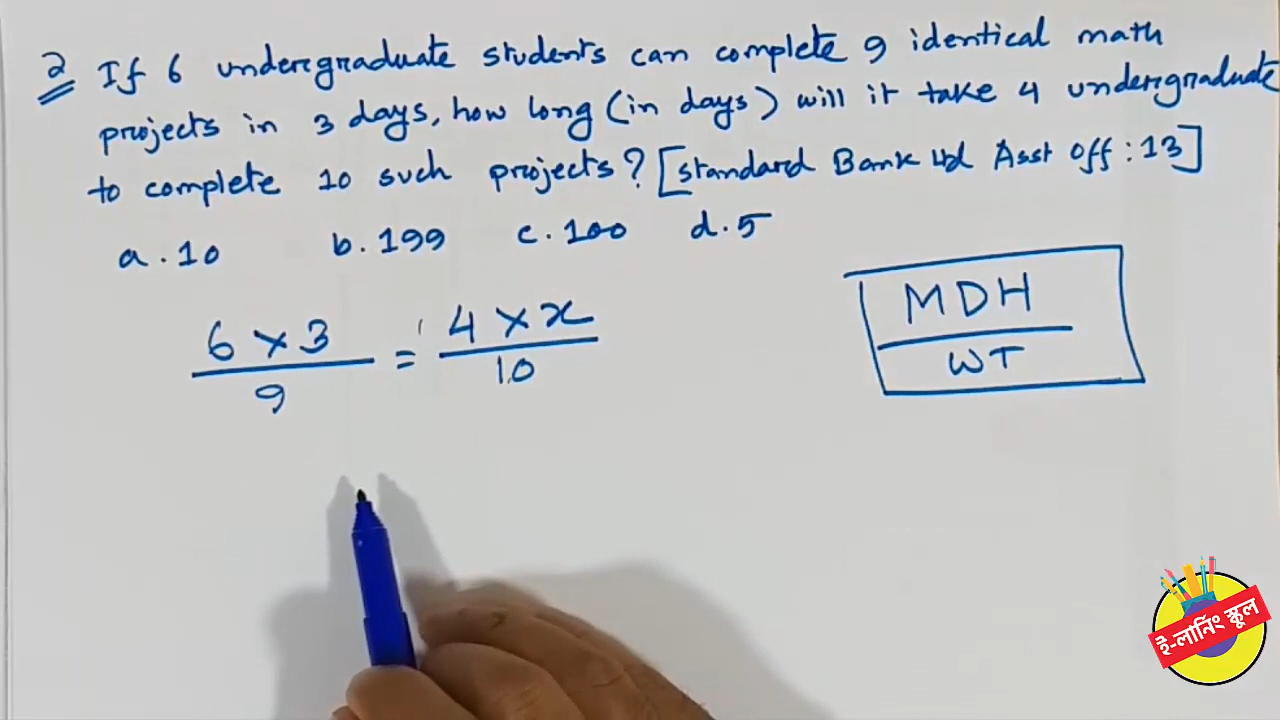 2 If 6 undergraduate students can complete 9 identical math
projects in 3 days, how long (in days) will it take 4 undergraduate
to complete 10 such projects? [Standard Bank Ltd Asst Off : 13]
a. 10 b. 199 c. 100 d. 5
6 × 3 / 9 = 4 × x / 10
MDH
WT
ই-লার্নিং স্কুল